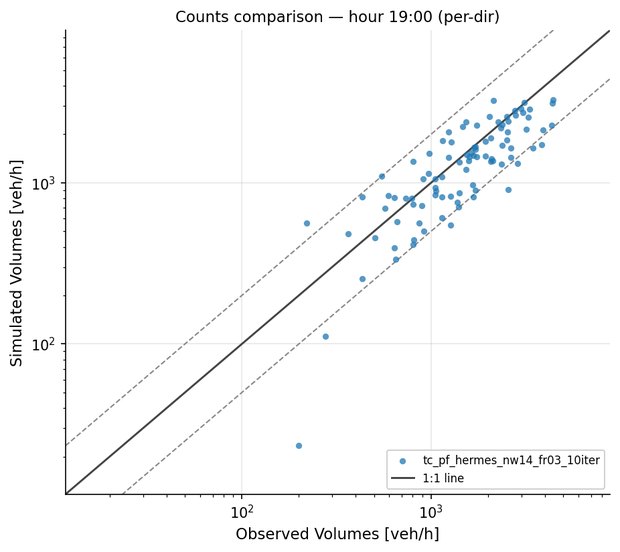 Counts comparison — hour 19:00 (per-dir)
Simulated Volumes [veh/h]
10³
10²
10²
10³
Observed Volumes [veh/h]
tc_pf_hermes_nw14_fr03_10iter
1:1 line